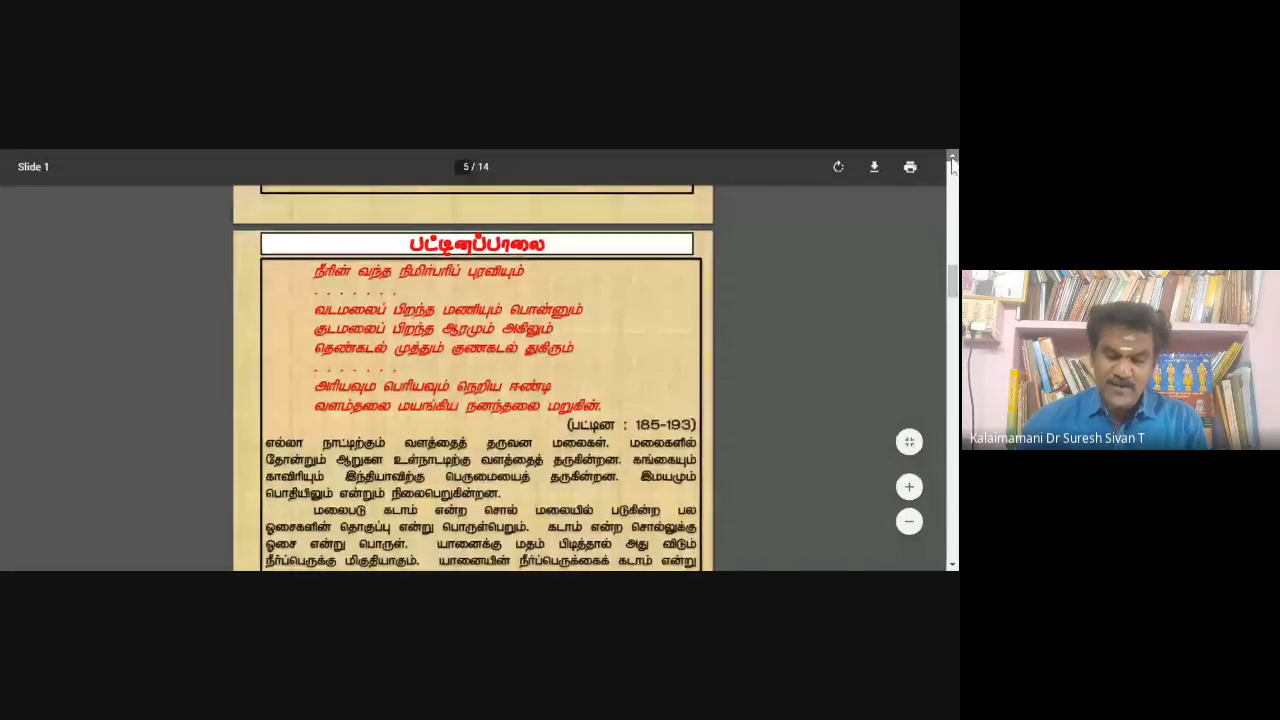 Slide 1
5 / 14
பட்டினப்பாலை
நீரின் வந்த நிமிர்பரிப் புரவியும்
. . . . . . .
வடமலைப் பிறந்த மணியும் பொன்னும்
குடமலைப் பிறந்த ஆரமும் அகிலும்
தெண்கடல் முத்தும் குணகடல் துகிரும்
. . . . . . .
அரியவும பெரியவும் நெறிய ஈண்டி
வளம்தலை மயங்கிய நனந்தலை மறுகின்.
(பட்டின : 185-193)
எல்லா நாட்டிற்கும் வளத்தைத் தருவன மலைகள். மலைகளில்
தோன்றும் ஆறுகள உள்நாடடிற்கு வளத்தைத் தருகின்றன. கங்கையும்
காவிரியும் இந்தியாவிற்கு பெருமையைத் தருகின்றன. இமயமும்
பொதியிலும் என்றும் நிலைபெறுகின்றன.
மலைபடு கடாம் என்ற சொல் மலையில் படுகின்ற பல
ஓசைகளின் தொகுப்பு என்று பொருள்பெறும். கடாம் என்ற சொல்லுக்கு
ஓசை என்று பொருள். யானைக்கு மதம் பிடித்தால் அது விடும்
நீர்ப்பெருக்கு மிகுதியாகும். யானையின் நீர்ப்பெருக்கைக் கடாம் என்று
Kalaimamani Dr Suresh Sivan T